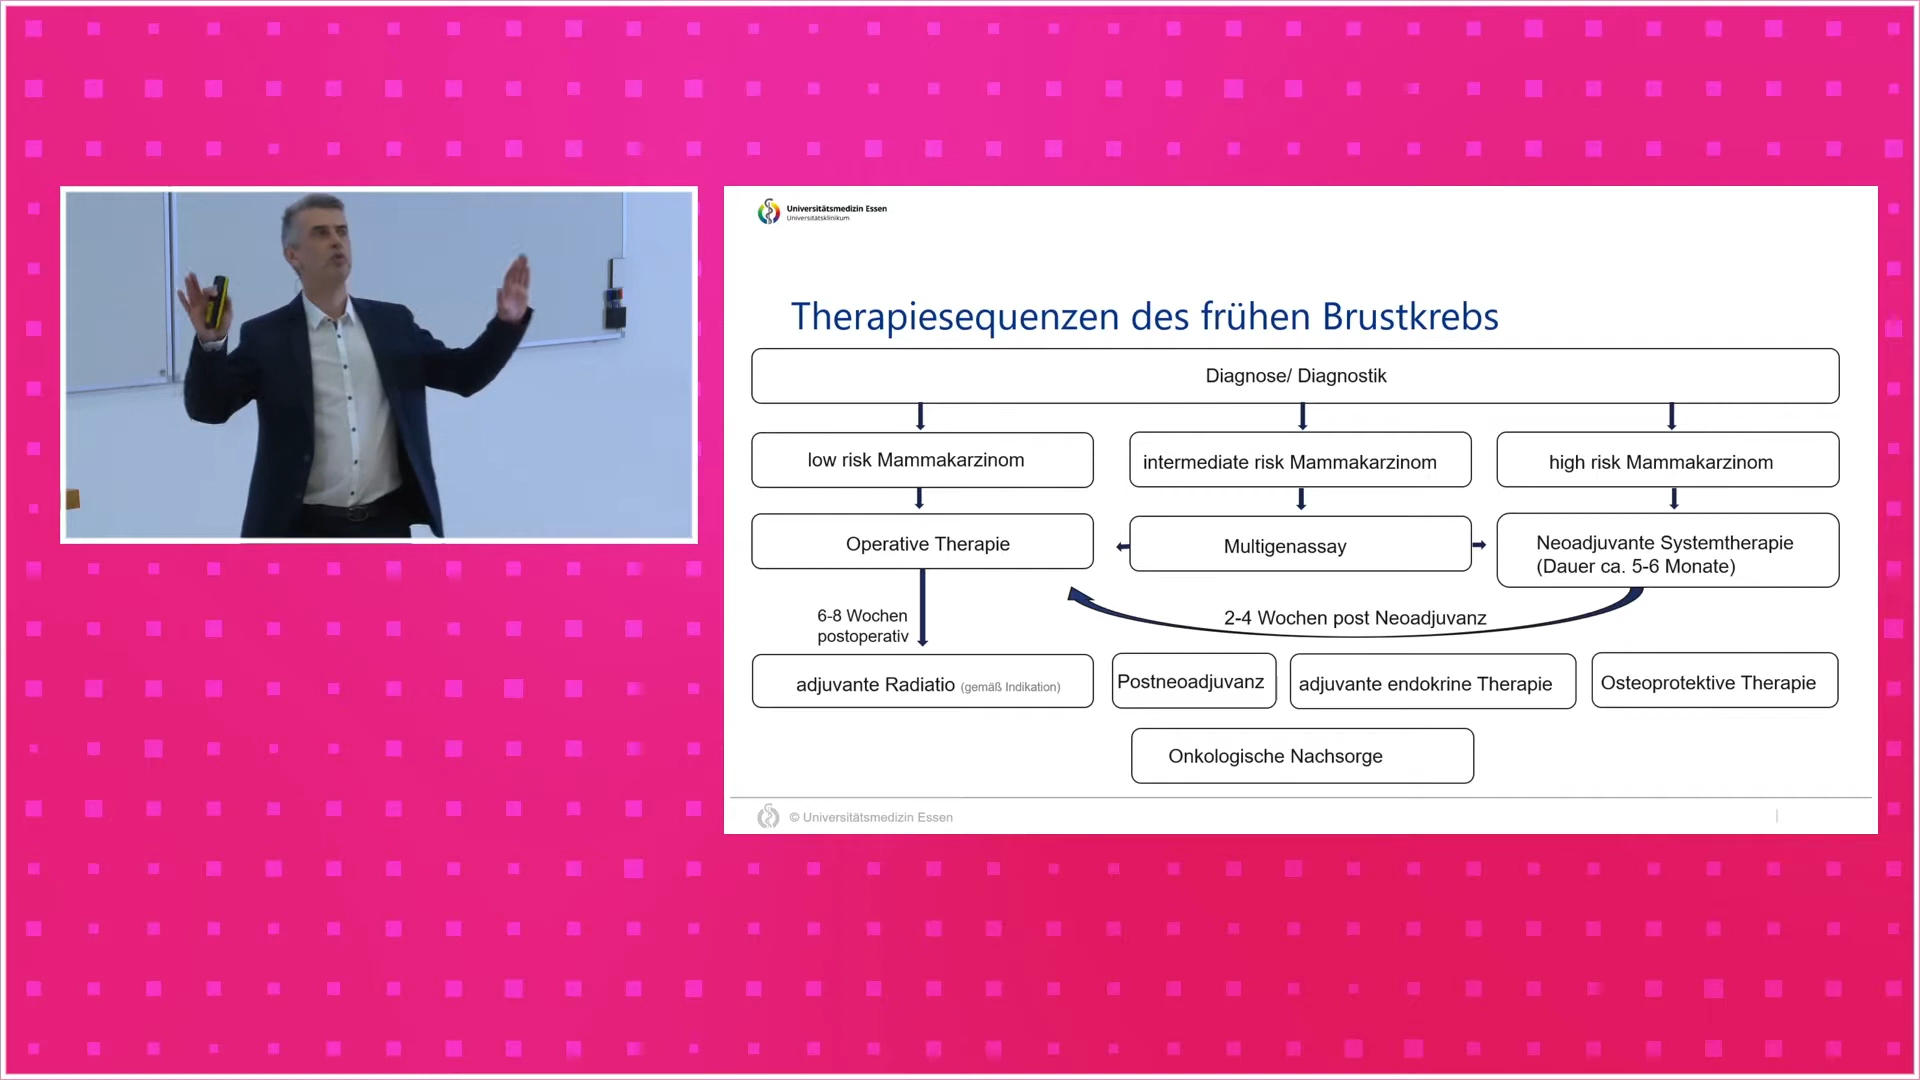 Universitätsmedizin Essen
Universitätsklinikum
Therapiesequenzen des frühen Brustkrebs
Diagnose/ Diagnostik
low risk Mammakarzinom
intermediate risk Mammakarzinom
high risk Mammakarzinom
Operative Therapie
Multigenassay
Neoadjuvante Systemtherapie
(Dauer ca. 5-6 Monate)
6-8 Wochen
postoperativ
2-4 Wochen post Neoadjuvanz
adjuvante Radiatio (gemäß Indikation)
Postneoadjuvanz
adjuvante endokrine Therapie
Osteoprotektive Therapie
Onkologische Nachsorge
© Universitätsmedizin Essen